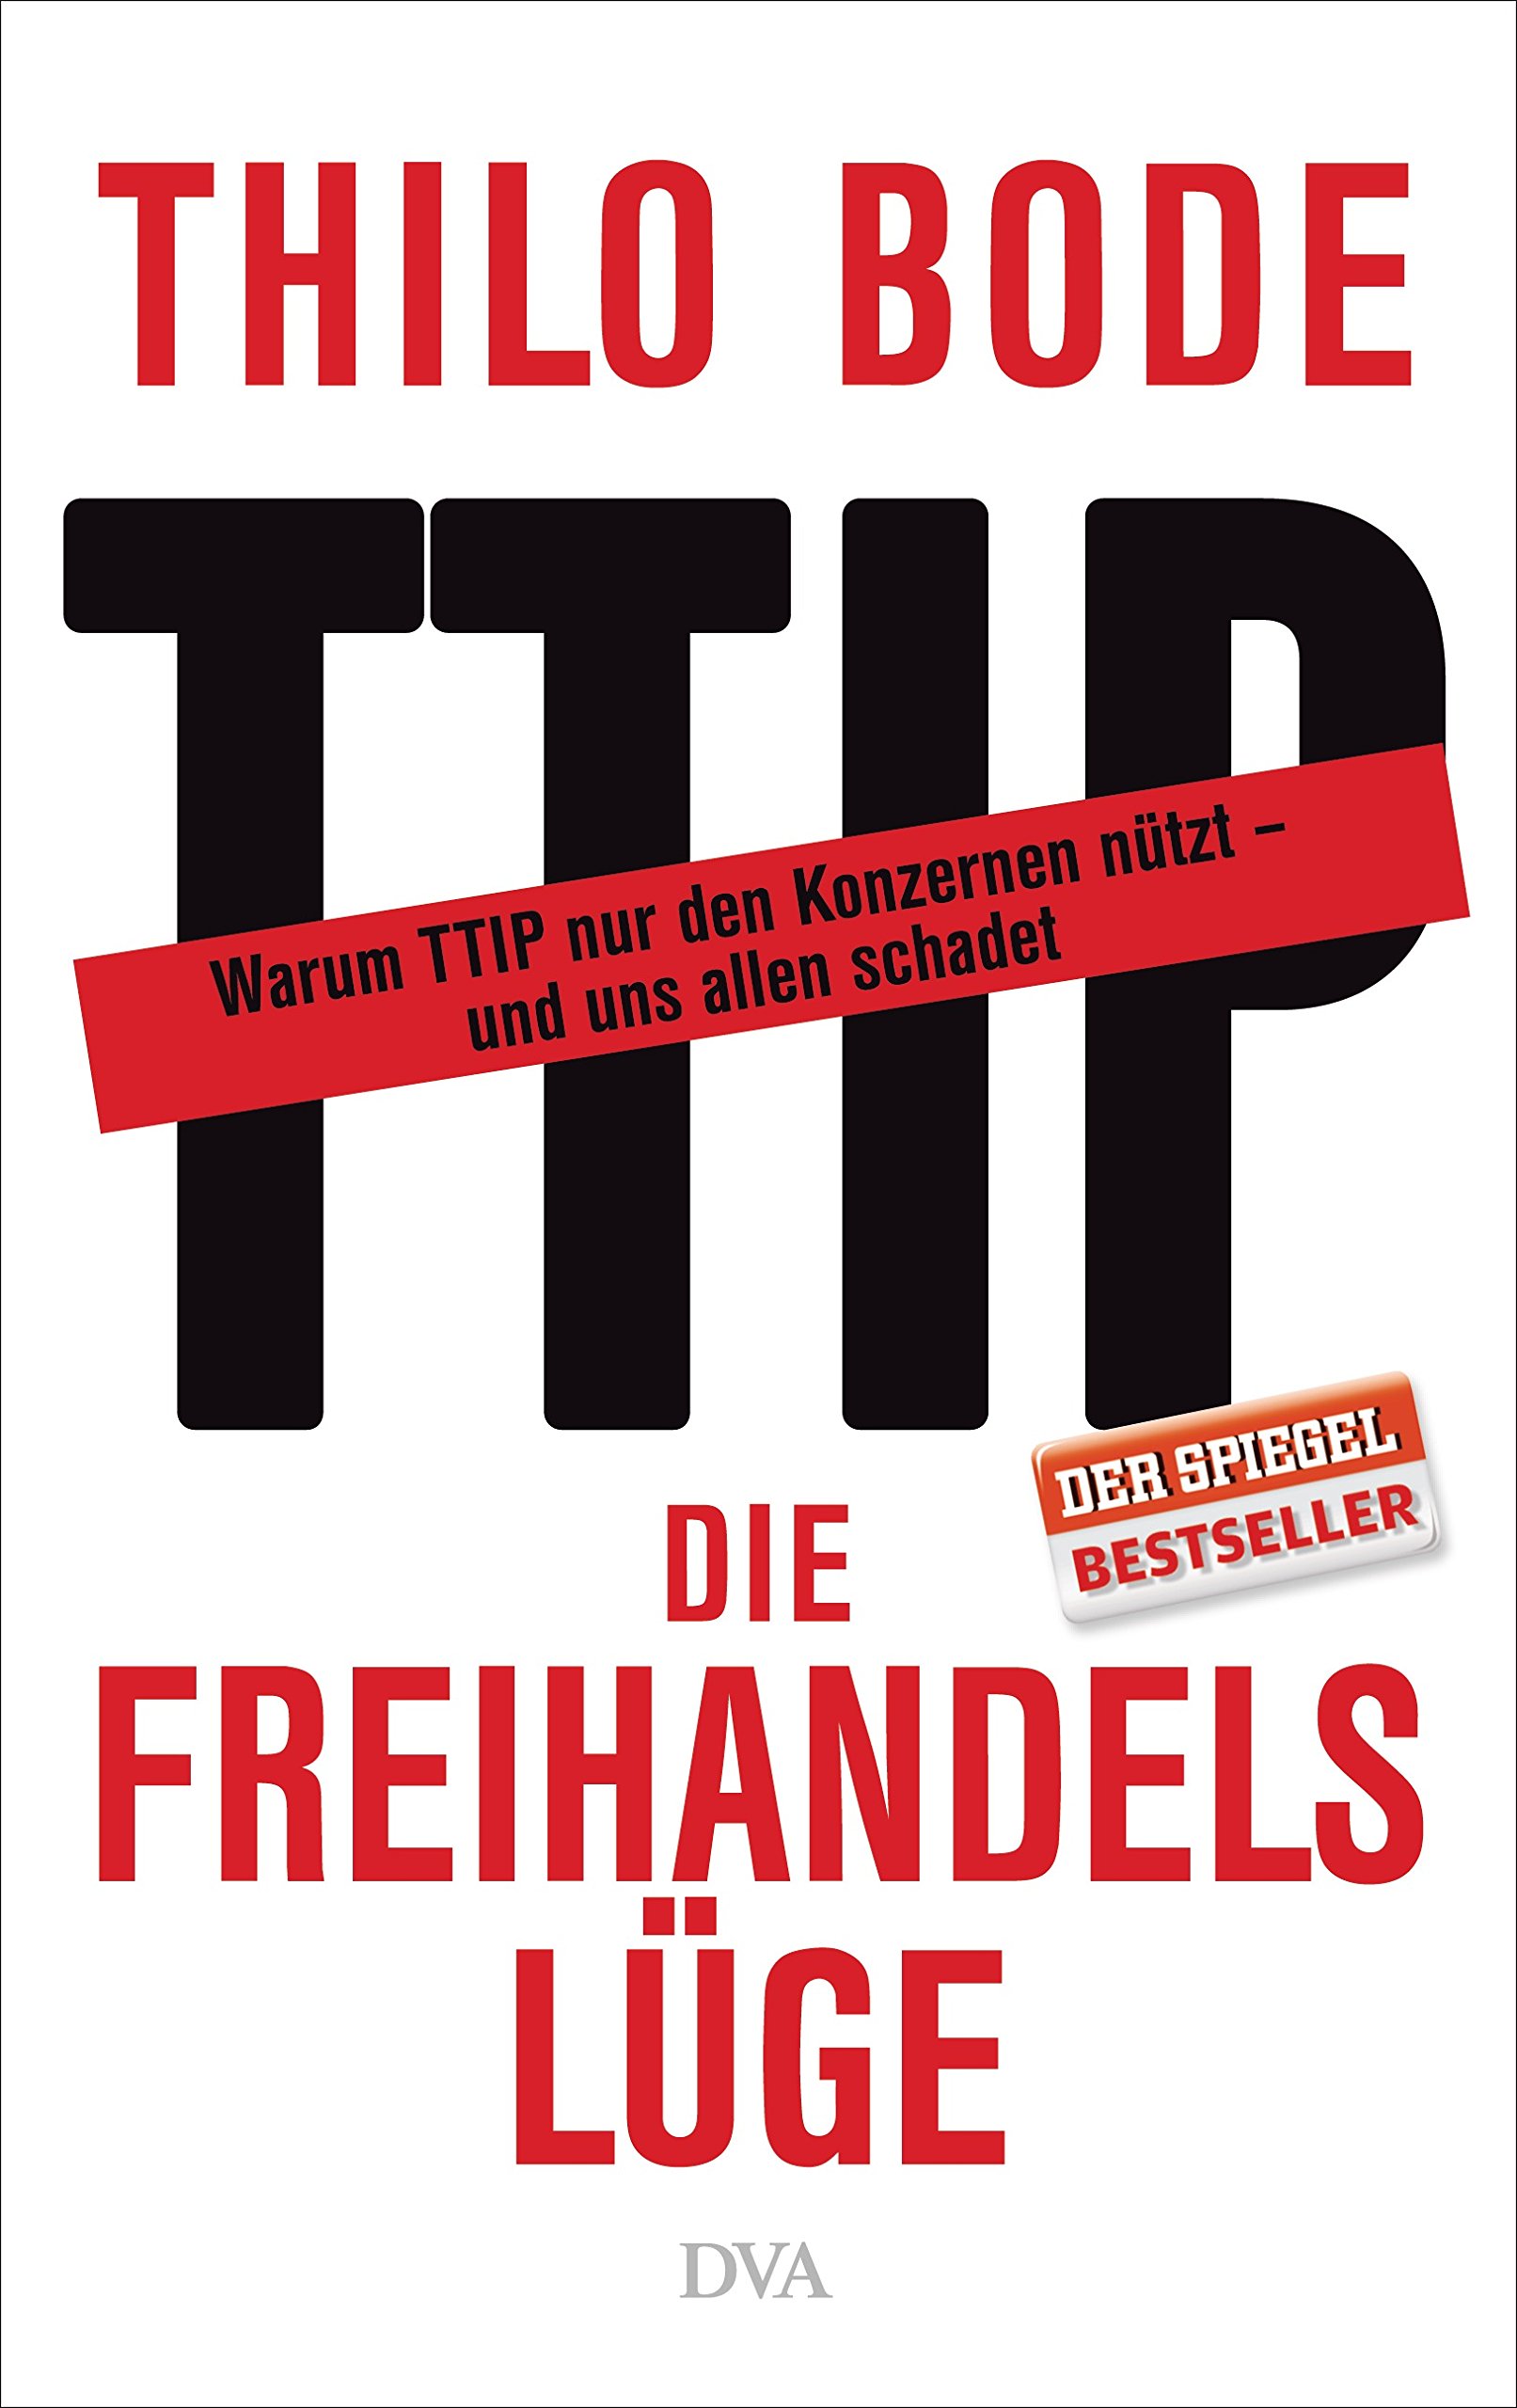 THILO BODE
TTIP
Warum TTIP nur den Konzernen nützt –
und uns allen schadet
DER SPIEGEL
BESTSELLER
DIE
FREIHANDELS
LÜGE
DVA